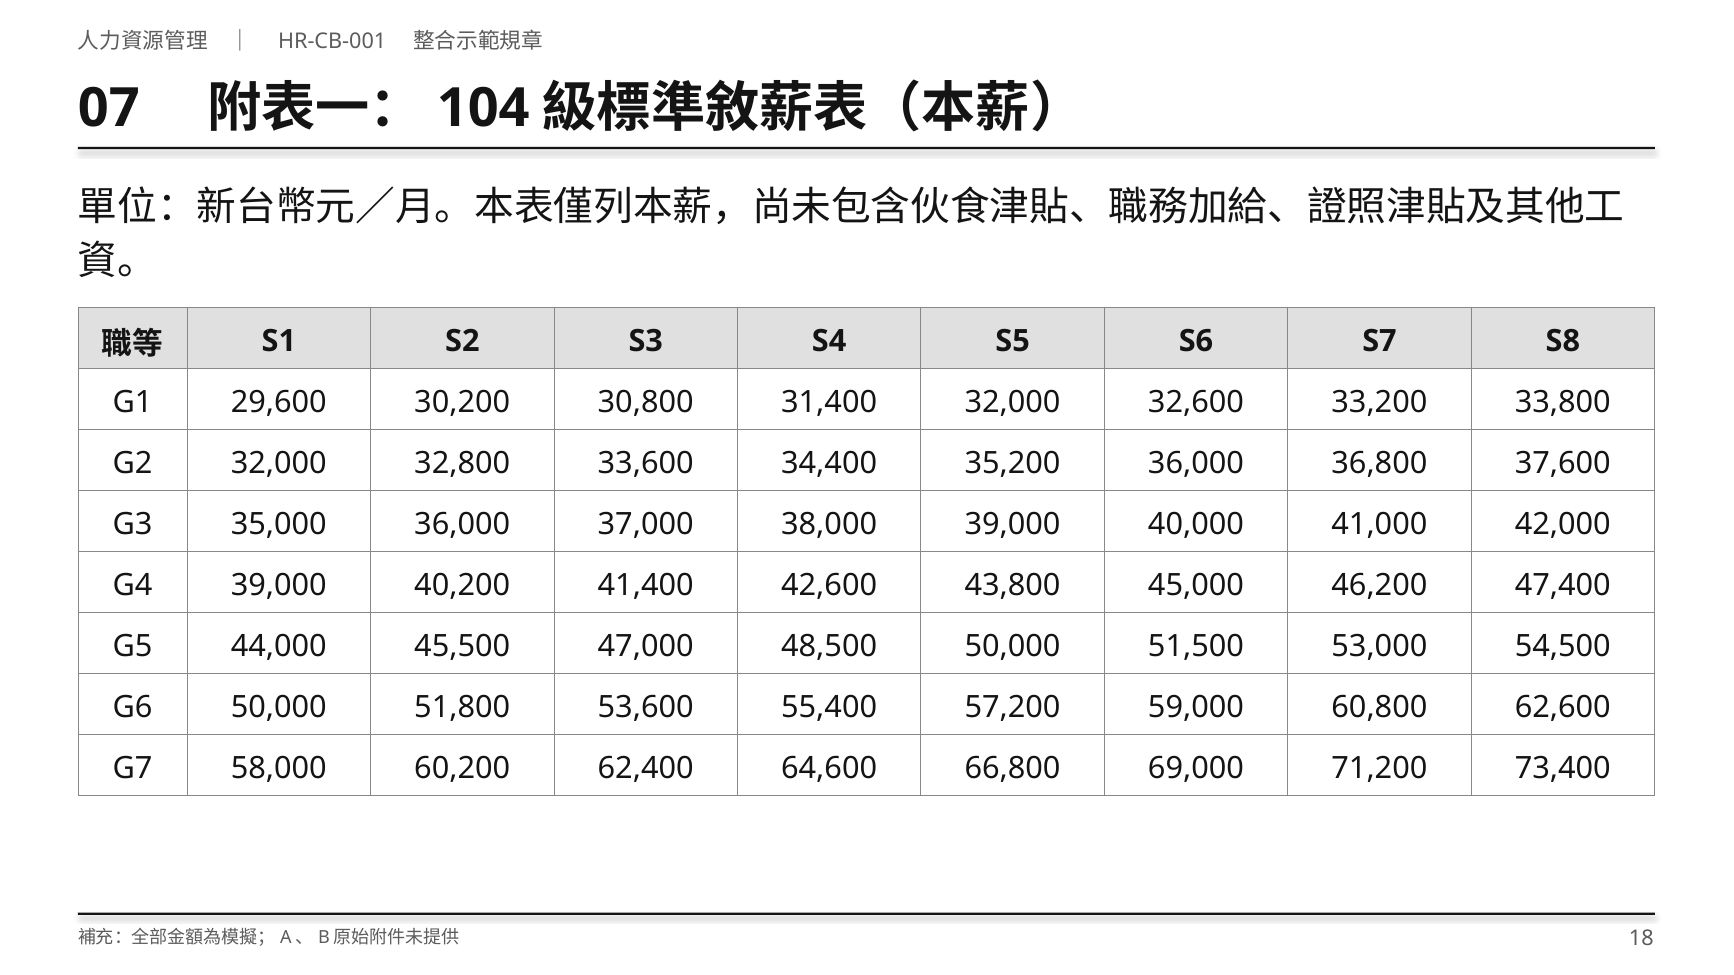 人力資源管理 ｜ HR-CB-001 整合示範規章
07 附表一： 104 級標準敘薪表（本薪）
單位：新台幣元／月。本表僅列本薪，尚未包含伙食津貼、職務加給、證照津貼及其他工
資。
職等 S1 S2 S3 S4 S5 S6 S7 S8
G1 29,600 30,200 30,800 31,400 32,000 32,600 33,200 33,800
G2 32,000 32,800 33,600 34,400 35,200 36,000 36,800 37,600
G3 35,000 36,000 37,000 38,000 39,000 40,000 41,000 42,000
G4 39,000 40,200 41,400 42,600 43,800 45,000 46,200 47,400
G5 44,000 45,500 47,000 48,500 50,000 51,500 53,000 54,500
G6 50,000 51,800 53,600 55,400 57,200 59,000 60,800 62,600
G7 58,000 60,200 62,400 64,600 66,800 69,000 71,200 73,400
補充：全部金額為模擬； A 、 B 原始附件未提供
18